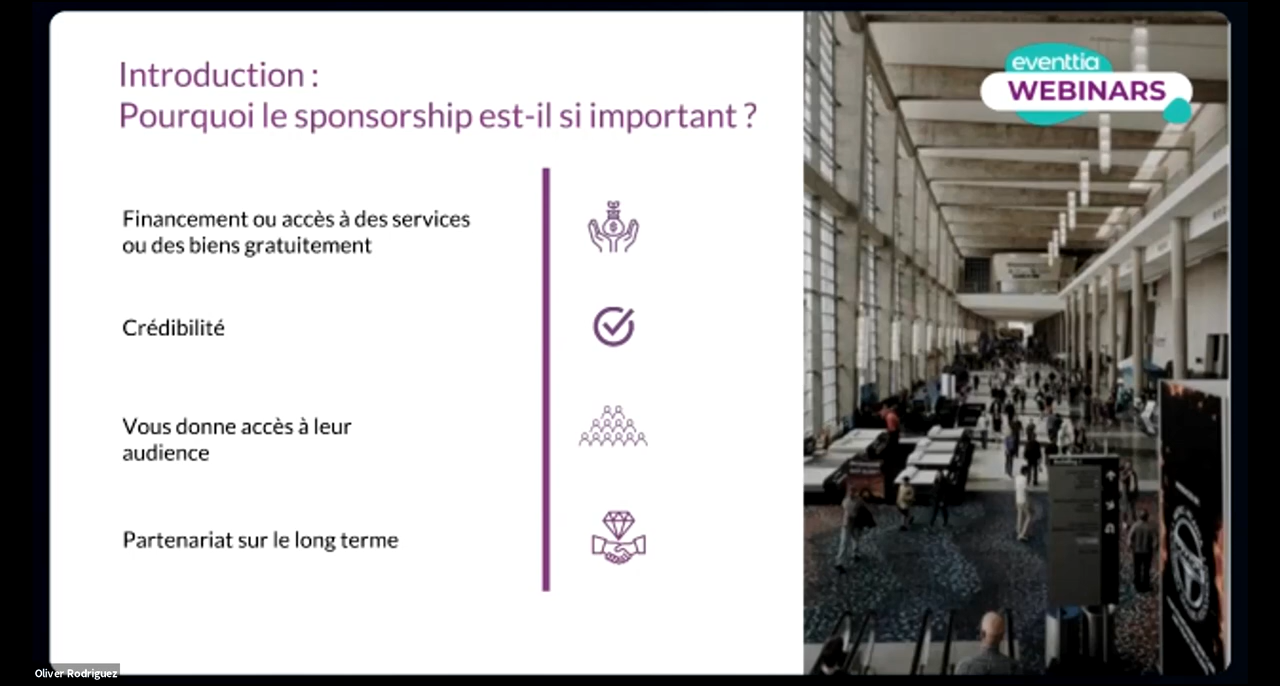 Introduction :
Pourquoi le sponsorship est-il si important ?
eventtia
WEBINARS
Financement ou accès à des services
ou des biens gratuitement
Crédibilité
Vous donne accès à leur
audience
Partenariat sur le long terme
Oliver Rodriguez